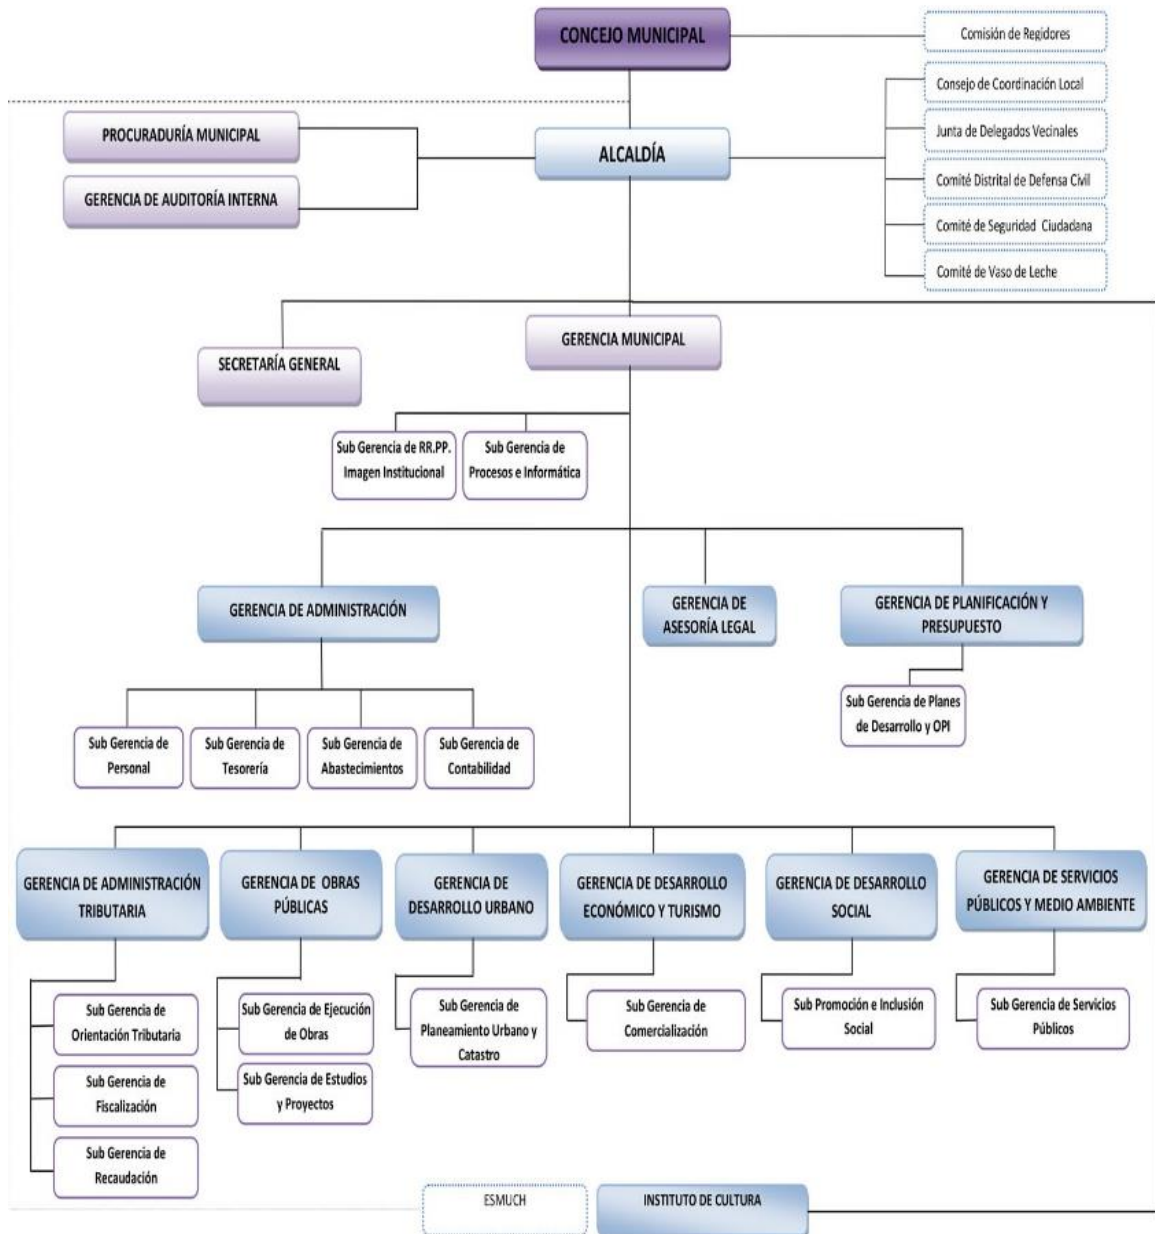 CONCEJO MUNICIPAL
Comisión de Regidores
Consejo de Coordinación Local
PROCURADURÍA MUNICIPAL
Junta de Delegados Vecinales
ALCALDÍA
Comité Distrital de Defensa Civil
GERENCIA DE AUDITORÍA INTERNA
Comité de Seguridad Ciudadana
Comité de Vaso de Leche
GERENCIA MUNICIPAL
SECRETARÍA GENERAL
Sub Gerencia de RR.PP.
Imagen Institucional
Sub Gerencia de
Procesos e Informática
GERENCIA DE ADMINISTRACIÓN
GERENCIA DE
ASESORÍA LEGAL
GERENCIA DE PLANIFICACIÓN Y
PRESUPUESTO
Sub Gerencia de Planes
de Desarrollo y OPI
Sub Gerencia de
Personal
Sub Gerencia de
Tesorería
Sub Gerencia de
Abastecimientos
Sub Gerencia de
Contabilidad
GERENCIA DE ADMINISTRACIÓN
TRIBUTARIA
GERENCIA DE OBRAS
PÚBLICAS
GERENCIA DE
DESARROLLO URBANO
GERENCIA DE DESARROLLO
ECONÓMICO Y TURISMO
GERENCIA DE DESARROLLO
SOCIAL
GERENCIA DE SERVICIOS
PÚBLICOS Y MEDIO AMBIENTE
Sub Gerencia de
Orientación Tributaria
Sub Gerencia de Ejecución
de Obras
Sub Gerencia de
Planeamiento Urbano y
Catastro
Sub Gerencia de
Comercialización
Sub Promoción e Inclusión
Social
Sub Gerencia de Servicios
Públicos
Sub Gerencia de
Fiscalización
Sub Gerencia de Estudios
y Proyectos
Sub Gerencia de
Recaudación
ESMUCH
INSTITUTO DE CULTURA